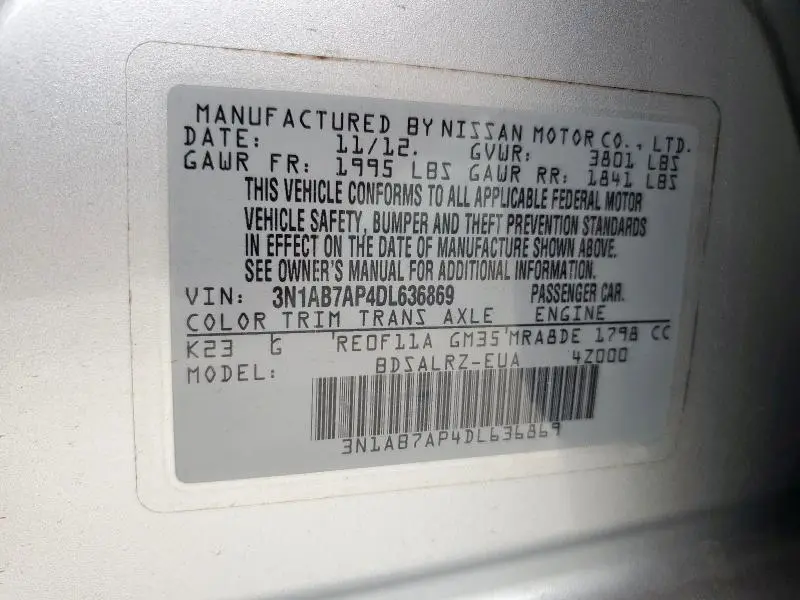 MANUFACTURED BY NISSAN MOTOR CO., LTD.
DATE: 11/12. GVWR: 3801 LBS
GAWR FR: 1995 LBS GAWR RR: 1841 LBS
THIS VEHICLE CONFORMS TO ALL APPLICABLE FEDERAL MOTOR
VEHICLE SAFETY, BUMPER AND THEFT PREVENTION STANDARDS
IN EFFECT ON THE DATE OF MANUFACTURE SHOWN ABOVE.
SEE OWNER'S MANUAL FOR ADDITIONAL INFORMATION.
VIN: 3N1AB7AP4DL636869 PASSENGER CAR.
COLOR TRIM TRANS AXLE ENGINE
K23 G RE0F11A GM35 MRA8DE 1798 CC
MODEL: BDSALRZ-EUA 4Z000
3N1AB7AP4DL636869